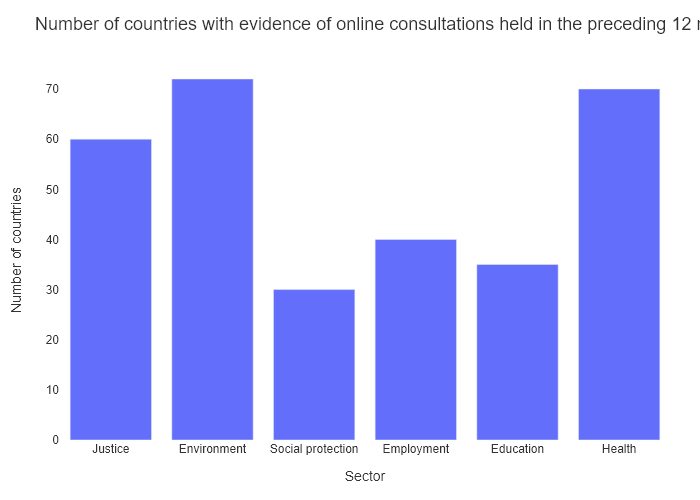 Number of countries with evidence of online consultations held in the preceding 12
70
60
50
40
30
20
10
0
Number of countries
Justice Environment Social protection Employment Education Health
Sector